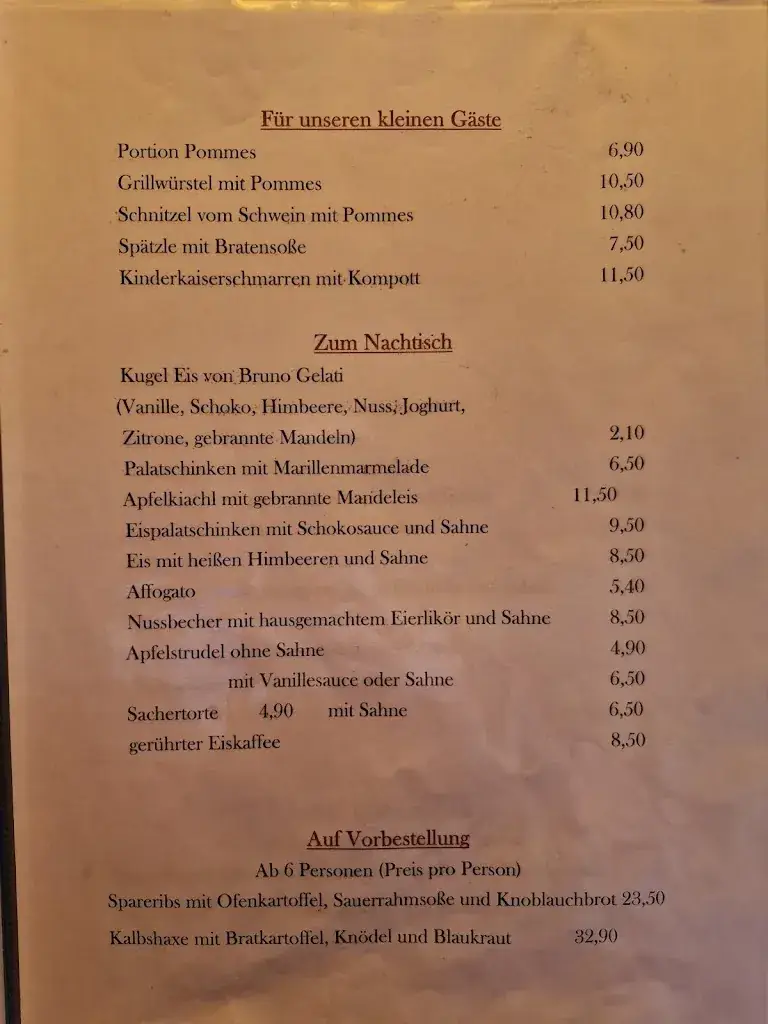 Für unseren kleinen Gäste
Portion Pommes 6,90
Grillwürstel mit Pommes 10,50
Schnitzel vom Schwein mit Pommes 10,80
Spätzle mit Bratensoße 7,50
Kinderkaiserschmarren mit Kompott 11,50
Zum Nachtisch
Kugel Eis von Bruno Gelati
(Vanille, Schoko, Himbeere, Nuss, Joghurt,
Zitrone, gebrannte Mandeln) 2,10
Palatschinken mit Marillenmarmelade 6,50
Apfelkiachl mit gebrannte Mandeleis 11,50
Eispalatschinken mit Schokosauce und Sahne 9,50
Eis mit heißen Himbeeren und Sahne 8,50
Affogato 5,40
Nussbecher mit hausgemachtem Eierlikör und Sahne 8,50
Apfelstrudel ohne Sahne 4,90
mit Vanillesauce oder Sahne 6,50
Sachertorte 4,90 mit Sahne 6,50
gerührter Eiskaffee 8,50
Auf Vorbestellung
Ab 6 Personen (Preis pro Person)
Spareribs mit Ofenkartoffel, Sauerrahmsoße und Knoblauchbrot 23,50
Kalbshaxe mit Bratkartoffel, Knödel und Blaukraut 32,90